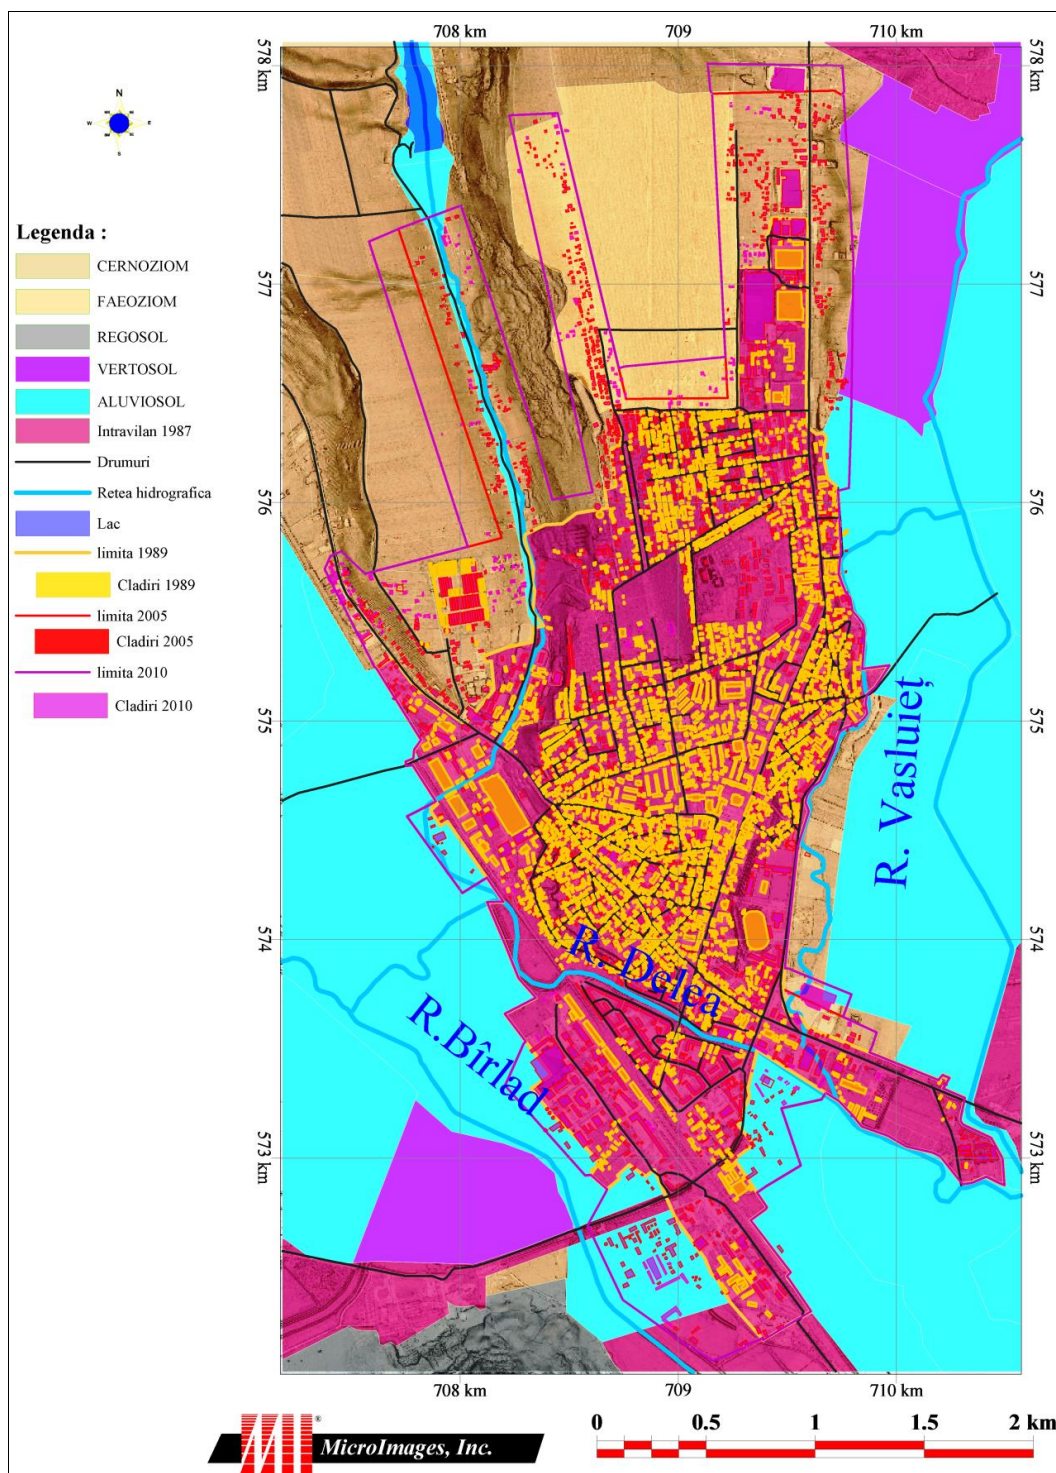 708 km
709
710 km
578 km
578 km
N
W
E
S
Legenda :
CERNOZIOM
FAEOZIOM
REGOSOL
VERTOSOL
ALUVIOSOL
Intravilan 1987
Drumuri
Retea hidrografica
Lac
limita 1989
Cladiri 1989
limita 2005
Cladiri 2005
limita 2010
Cladiri 2010
577
577
576
576
575
575
574
574
573 km
573 km
R. Vasluieț
R. Delea
R.Bîrlad
708 km
709
710 km
MicroImages, Inc.
®
0
0.5
1
1.5
2 km